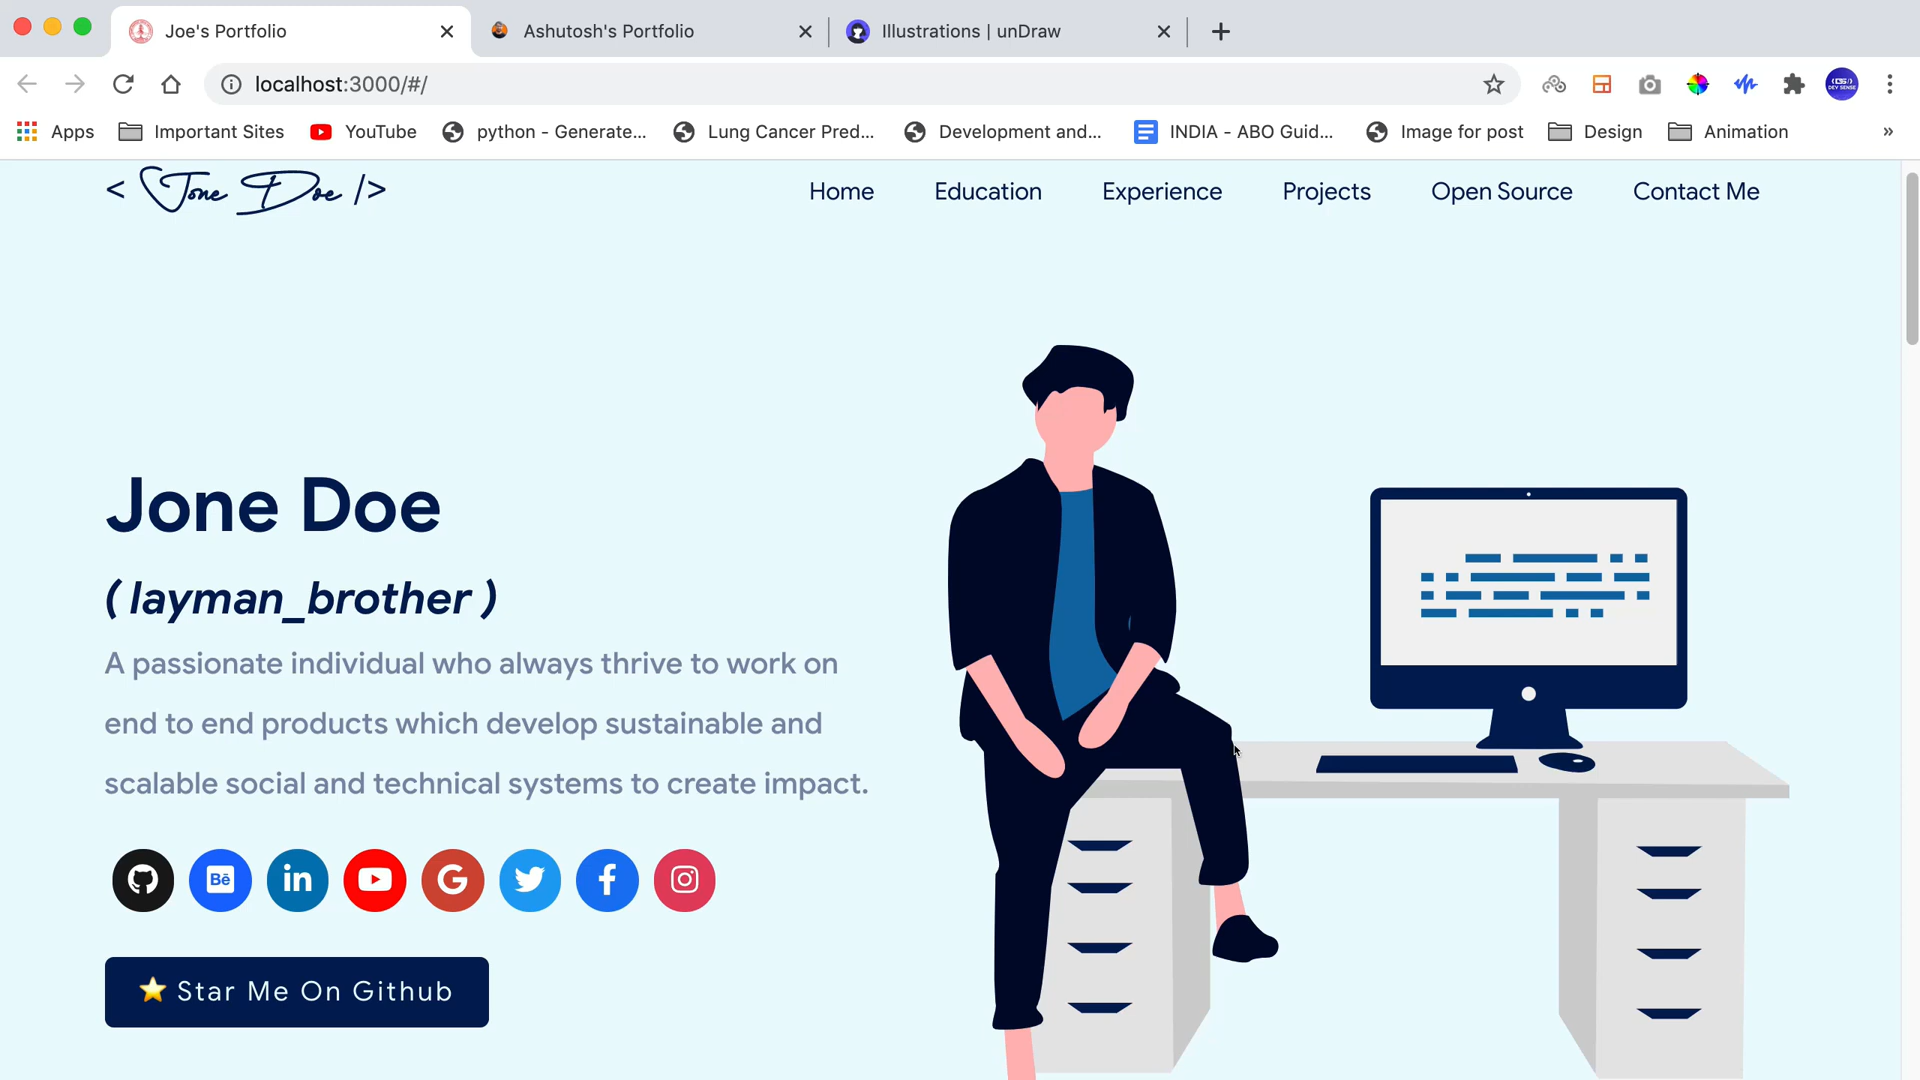 Joe's Portfolio
Ashutosh's Portfolio
Illustrations | unDraw
localhost:3000/#/
Apps
Important Sites
YouTube
python - Generate...
Lung Cancer Pred...
Development and...
INDIA - ABO Guid...
Image for post
Design
Animation
»
< Jone Doe />
Home
Education
Experience
Projects
Open Source
Contact Me
Jone Doe
( layman_brother )
A passionate individual who always thrive to work on
end to end products which develop sustainable and
scalable social and technical systems to create impact.
Bē
in
G
f
⭐ Star Me On Github